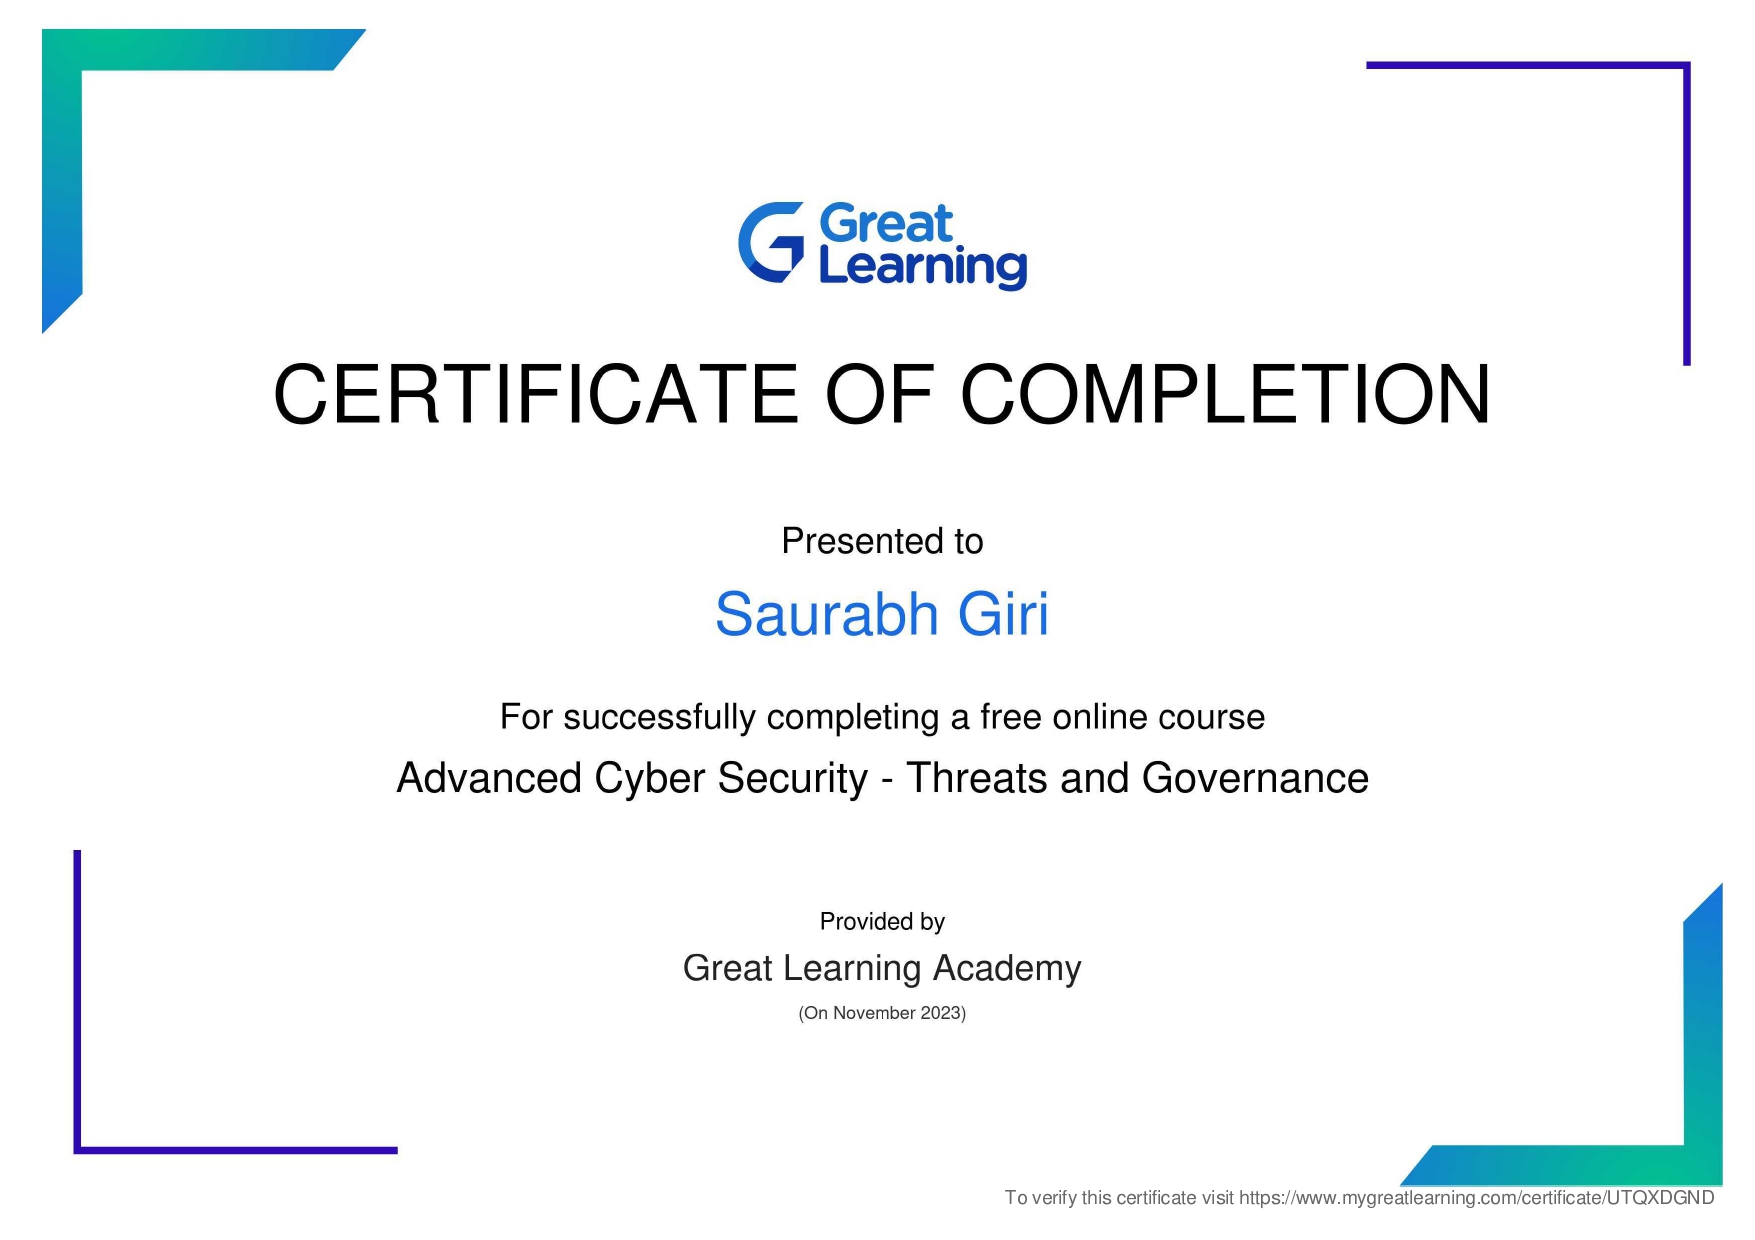 Great
Learning
CERTIFICATE OF COMPLETION
Presented to
Saurabh Giri
For successfully completing a free online course
Advanced Cyber Security - Threats and Governance
Provided by
Great Learning Academy
(On November 2023)
To verify this certificate visit https://www.mygreatlearning.com/certificate/UTQXDGND